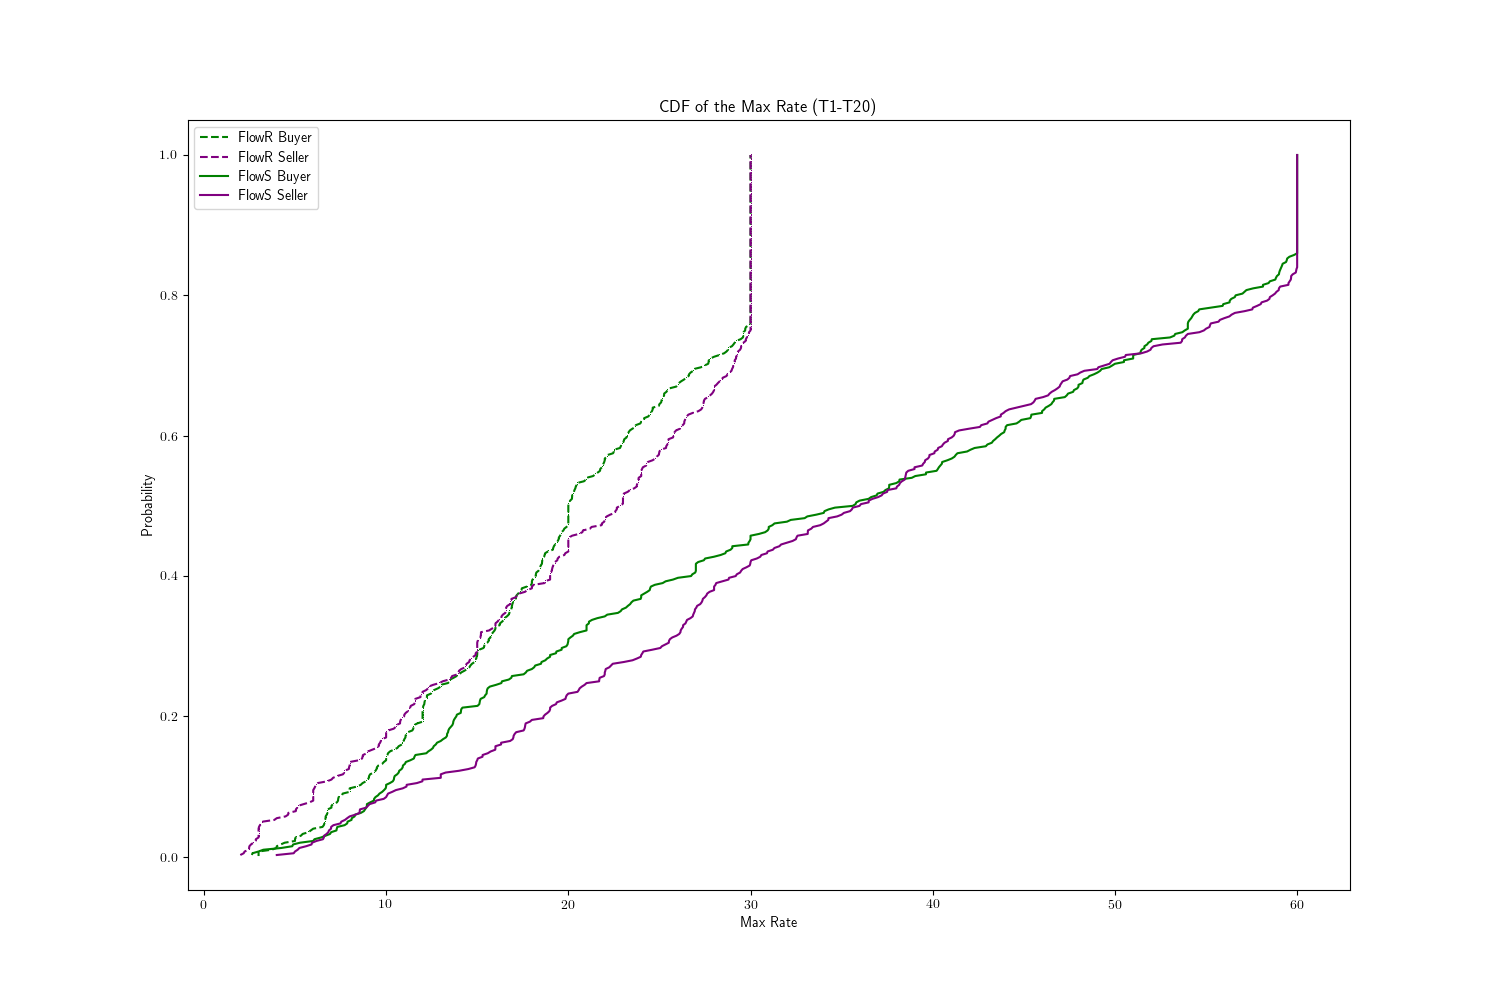 CDF of the Max Rate (T1-T20)
FlowR Buyer
FlowR Seller
FlowS Buyer
FlowS Seller
1.0
0.8
0.6
0.4
0.2
0.0
Probability
0 10 20 30 40 50 60
Max Rate